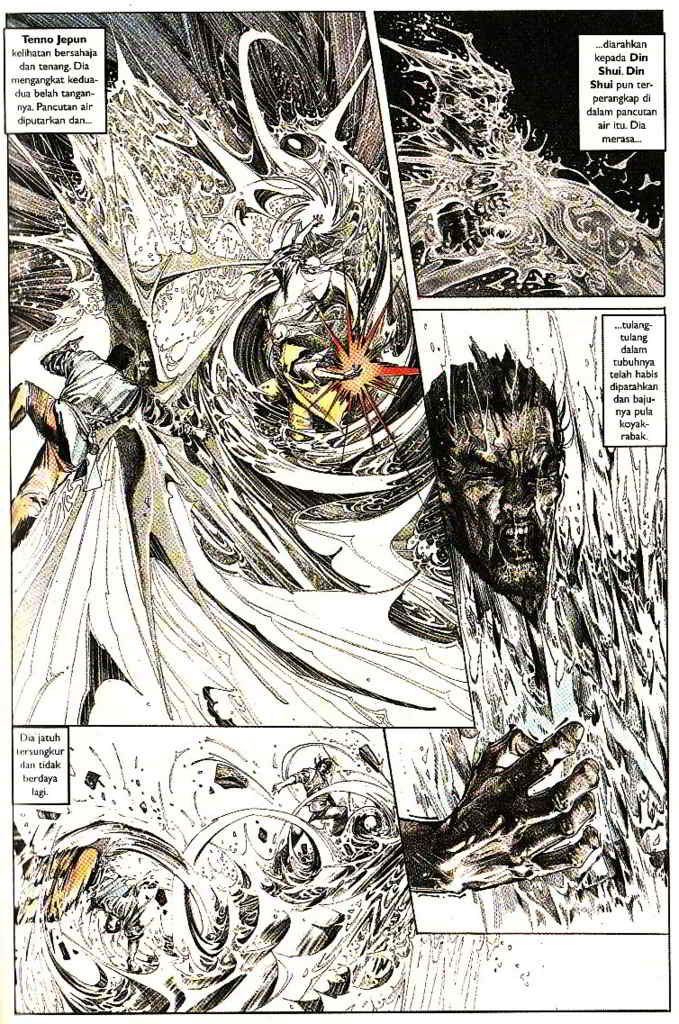 Tenno Jepun
kelihatan bersahaja
dan tenang. Dia
mengangkat kedua-
dua belah tangan-
nya. Pancutan air
diputarkan dan...
...diarahkan
kepada Din
Shui. Din
Shui pun ter-
perangkap di
dalam pancutan
air itu. Dia
merasa...
...tulang-
tulang
dalam
tubuhnya
telah habis
dipatahkan
dan baju-
nya pula
koyak-
rabak.
Dia jatuh
tersungkur
dan tidak
berdaya
lagi.